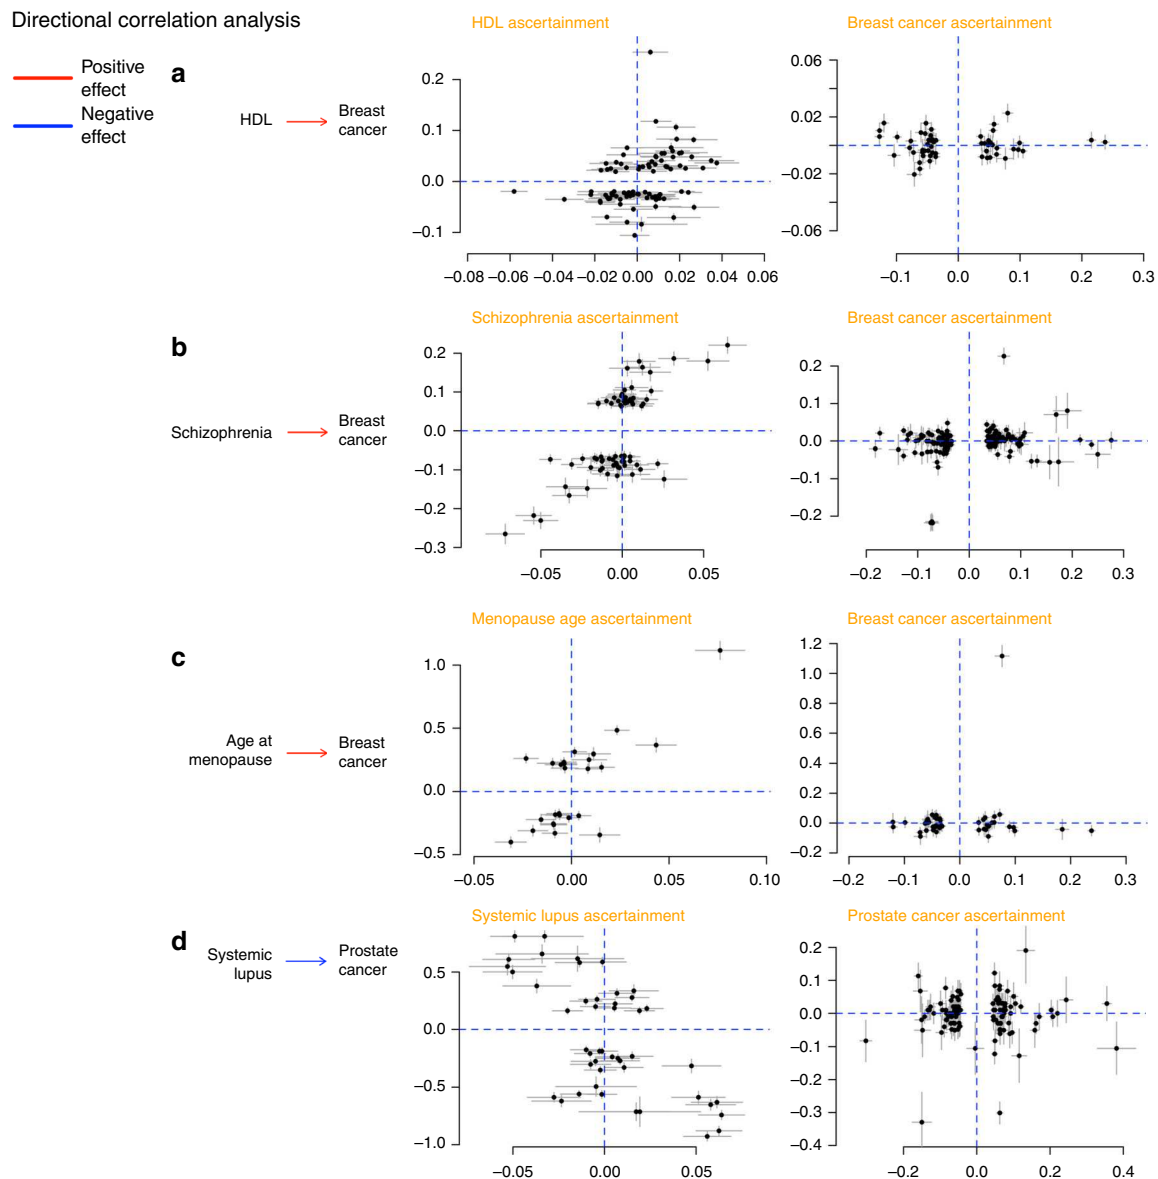 Directional correlation analysis
Positive
effect
Negative
effect
a
HDL
Breast
cancer
HDL ascertainment
0.2
0.1
0.0
–0.1
–0.08 –0.06 –0.04 –0.02 0.00 0.02 0.04 0.06
Breast cancer ascertainment
0.06
0.02
–0.02
–0.06
–0.1 0.0 0.1 0.2 0.3
b
Schizophrenia
Breast
cancer
Schizophrenia ascertainment
0.2
0.1
0.0
–0.1
–0.2
–0.3
–0.05 0.00 0.05
Breast cancer ascertainment
0.2
0.1
0.0
–0.2
–0.2 –0.1 0.0 0.1 0.2 0.3
c
Age at
menopause
Breast
cancer
Menopause age ascertainment
1.0
0.5
0.0
–0.5
–0.05 0.00 0.05 0.10
Breast cancer ascertainment
1.2
1.0
0.8
0.6
0.4
0.2
0.0
–0.2
–0.2 –0.1 0.0 0.1 0.2 0.3
d
Systemic
lupus
Prostate
cancer
Systemic lupus ascertainment
0.5
0.0
–0.5
–1.0
–0.05 0.00 0.05
Prostate cancer ascertainment
0.2
0.1
0.0
–0.1
–0.2
–0.3
–0.4
–0.2 0.0 0.2 0.4